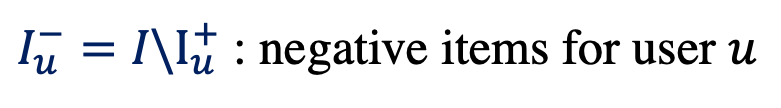 I_u^- = I\I_u^+ : negative items for user u